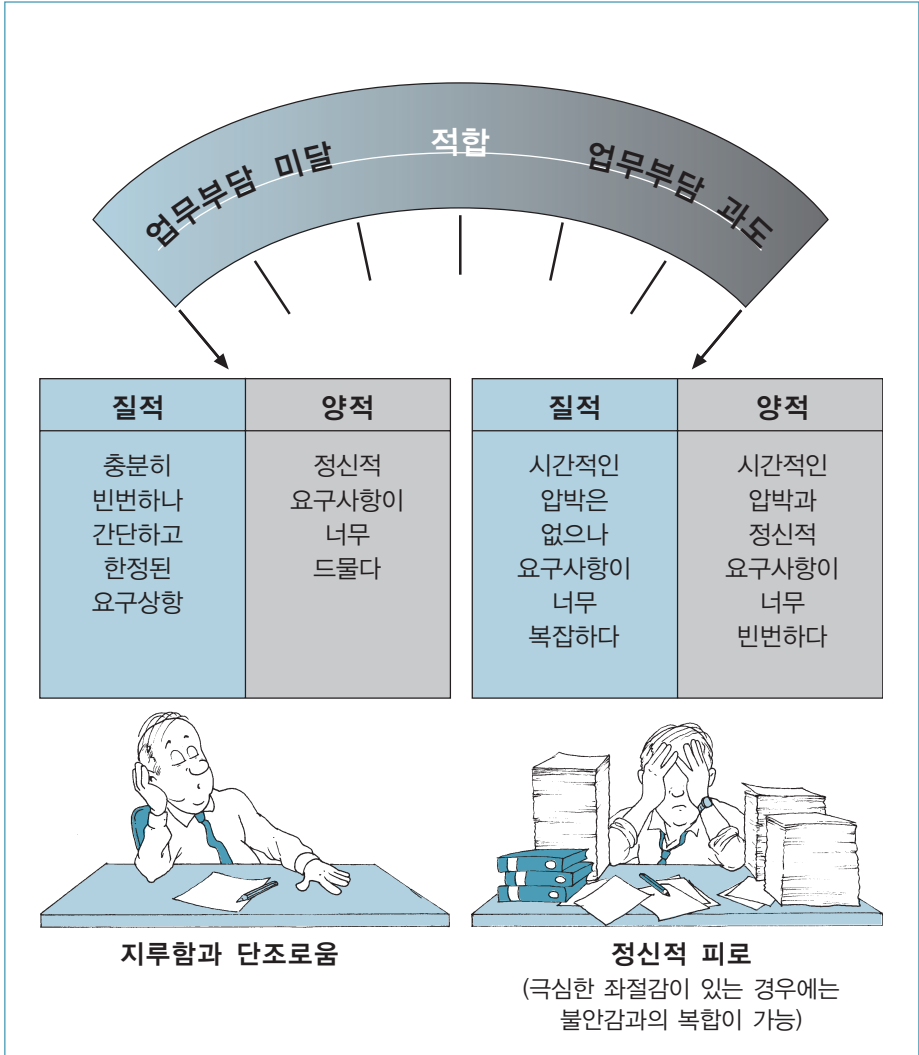 업무부담 미달
적합
업무부담 과도
질적
양적
충분히
빈번하나
간단하고
한정된
요구상항
정신적
요구사항이
너무
드물다
질적
양적
시간적인
압박은
없으나
요구사항이
너무
복잡하다
시간적인
압박과
정신적
요구사항이
너무
빈번하다
지루함과 단조로움
정신적 피로
(극심한 좌절감이 있는 경우에는
불안감과의 복합이 가능)